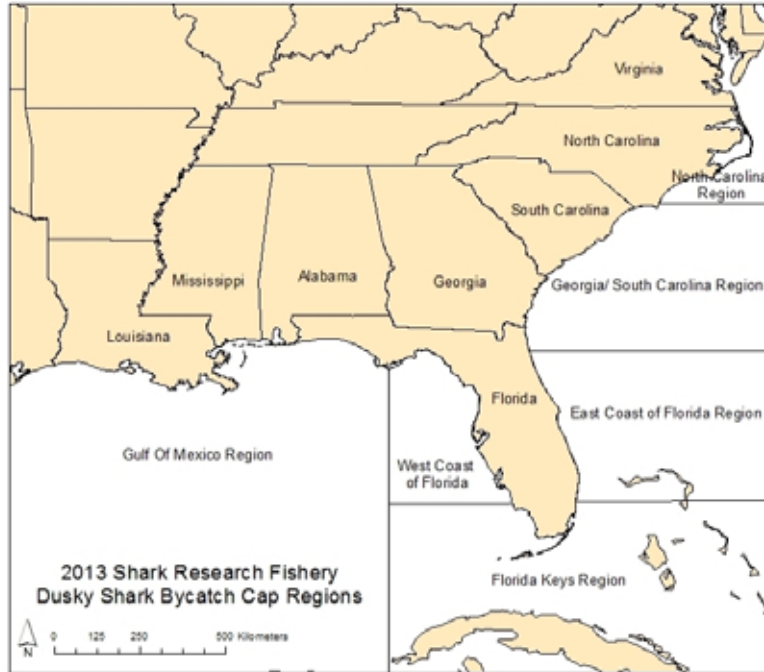 Virginia
North Carolina
North Carolina
Region
South Carolina
Mississippi
Alabama
Georgia
Georgia/ South Carolina Region
Louisiana
Florida
East Coast of Florida Region
Gulf Of Mexico Region
West Coast
of Florida
2013 Shark Research Fishery
Dusky Shark Bycatch Cap Regions
Florida Keys Region
N
0 125 250 500 Kilometers